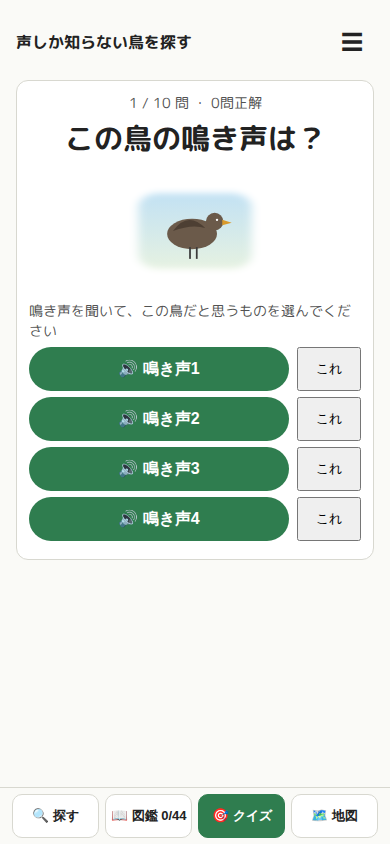 声しか知らない鳥を探す
☰
1 / 10 問 · 0問正解
この鳥の鳴き声は？
鳴き声を聞いて、この鳥だと思うものを選んでくだ
さい
🔊 鳴き声1 これ
🔊 鳴き声2 これ
🔊 鳴き声3 これ
🔊 鳴き声4 これ
🔍 探す 📖 図鑑 0/44 🎯 クイズ 🗺️ 地図